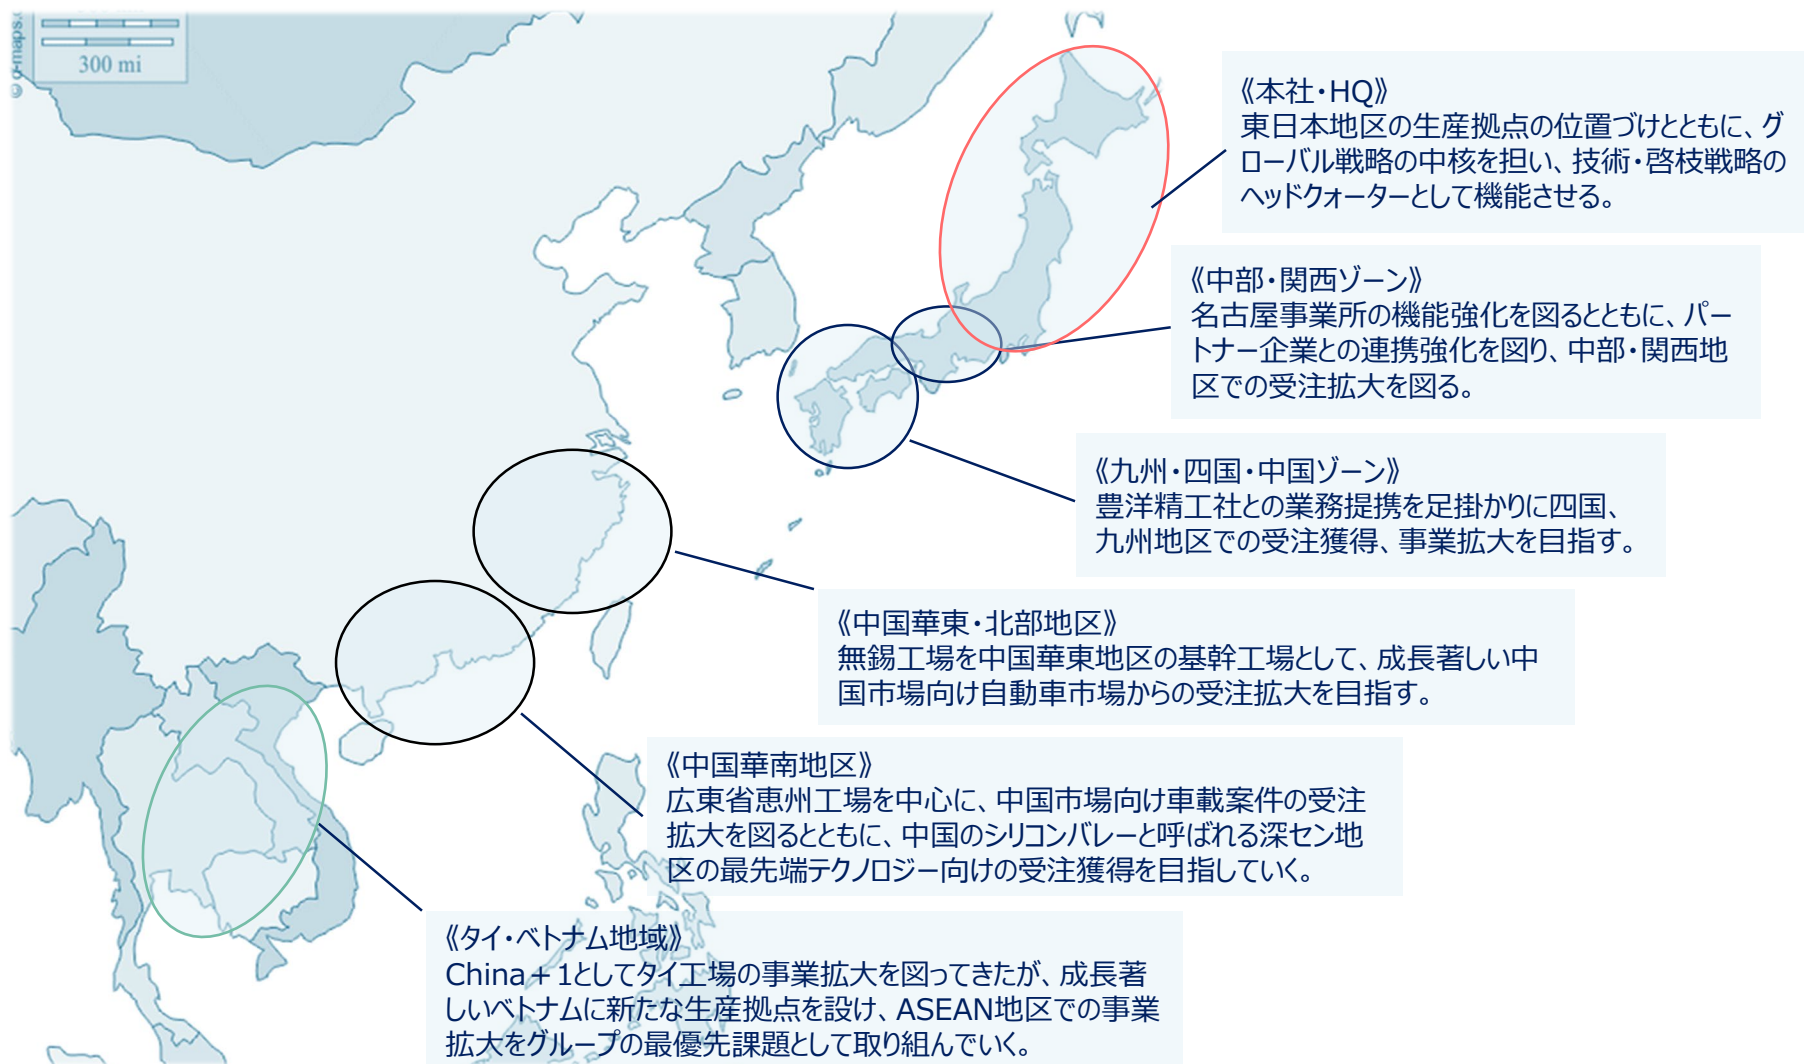 300 mi
《本社・HQ》
東日本地区の生産拠点の位置づけとともに、グ
ローバル戦略の中核を担い、技術・啓枝戦略の
ヘッドクォーターとして機能させる。
《中部・関西ゾーン》
名古屋事業所の機能強化を図るとともに、パー
トナー企業との連携強化を図り、中部・関西地
区での受注拡大を図る。
《九州・四国・中国ゾーン》
豊洋精工社との業務提携を足掛かりに四国、
九州地区での受注獲得、事業拡大を目指す。
《中国華東・北部地区》
無錫工場を中国華東地区の基幹工場として、成長著しい中
国市場向け自動車市場からの受注拡大を目指す。
《中国華南地区》
広東省恵州工場を中心に、中国市場向け車載案件の受注
拡大を図るとともに、中国のシリコンバレーと呼ばれる深セン地
区の最先端テクノロジー向けの受注獲得を目指していく。
《タイ・ベトナム地域》
China＋1としてタイ工場の事業拡大を図ってきたが、成長著
しいベトナムに新たな生産拠点を設け、ASEAN地区での事業
拡大をグループの最優先課題として取り組んでいく。